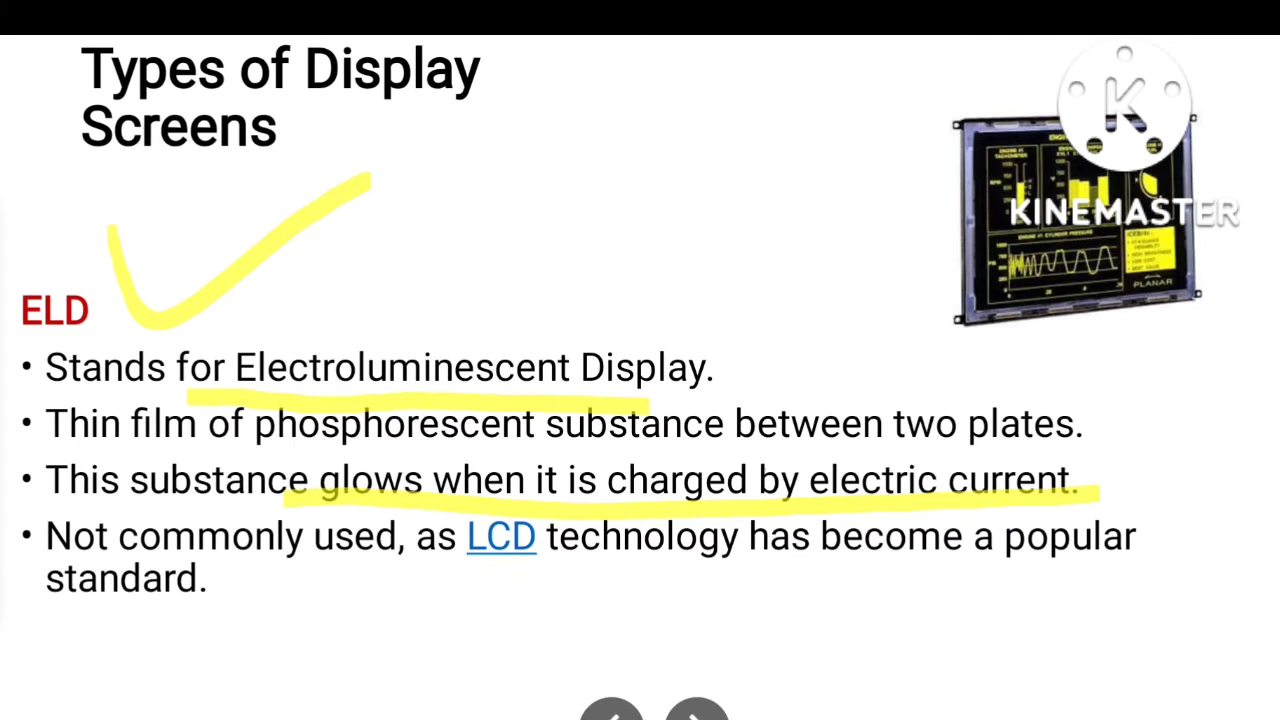 Types of Display
Screens
K
KINEMASTER
PLANAR
ELD
• Stands for Electroluminescent Display.
• Thin film of phosphorescent substance between two plates.
• This substance glows when it is charged by electric current.
• Not commonly used, as LCD technology has become a popular
standard.